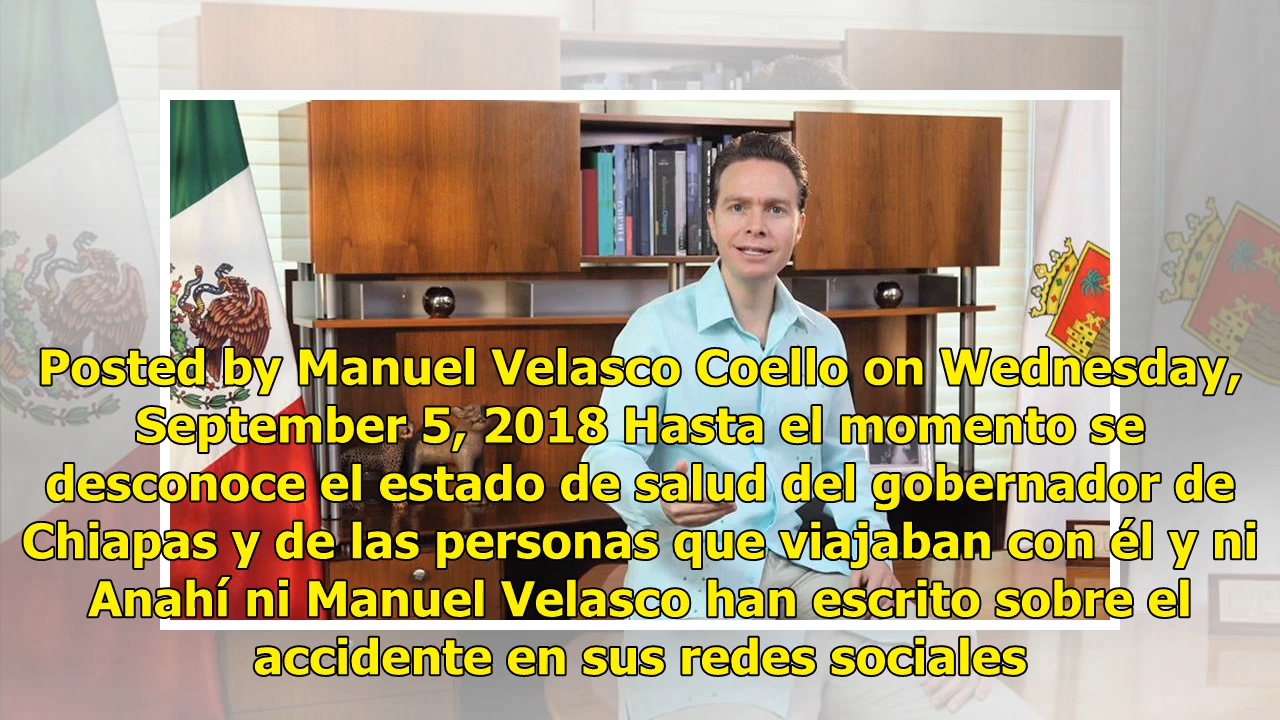 Posted by Manuel Velasco Coello on Wednesday,
September 5, 2018 Hasta el momento se
desconoce el estado de salud del gobernador de
Chiapas y de las personas que viajaban con él y ni
Anahí ni Manuel Velasco han escrito sobre el
accidente en sus redes sociales